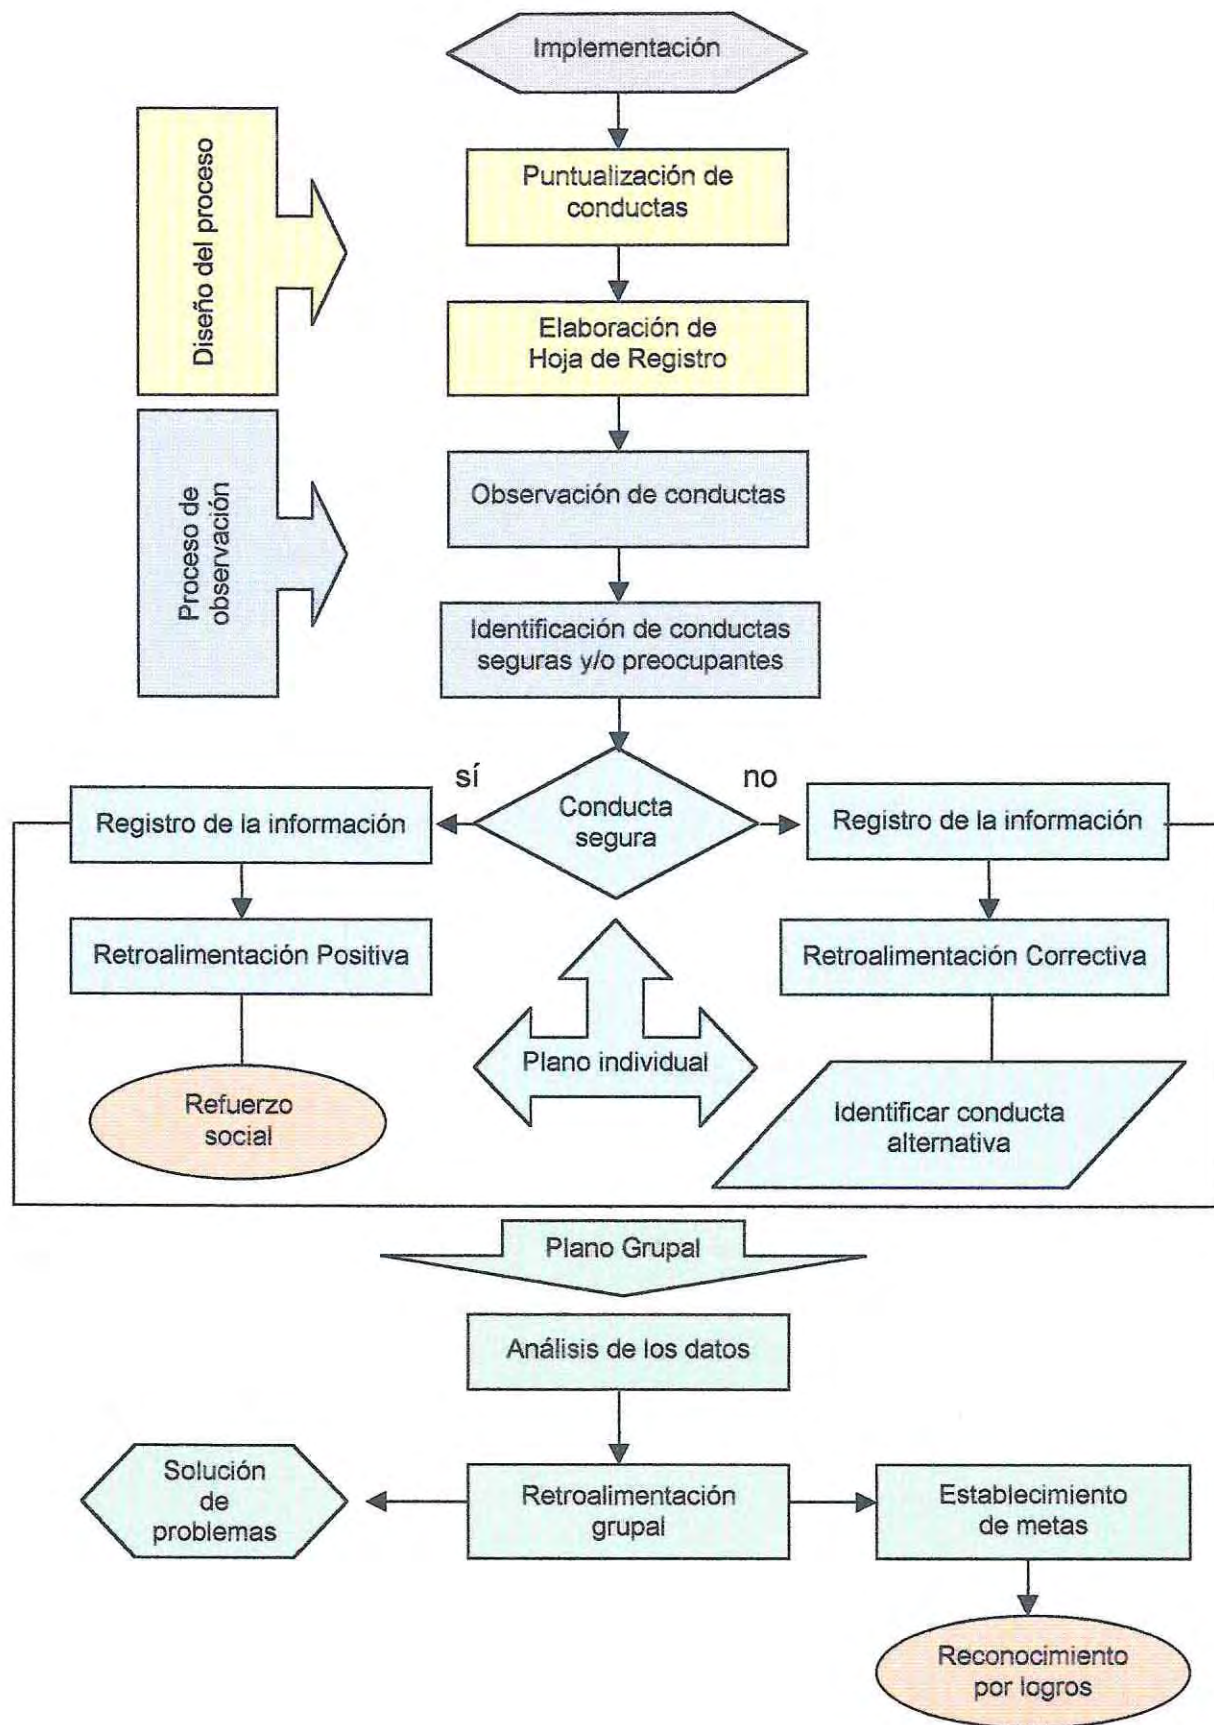 Implementación
Diseño del proceso
Puntualización de
conductas
Elaboración de
Hoja de Registro
Proceso de
observación
Observación de conductas
Identificación de conductas
seguras y/o preocupantes
sí
no
Conducta
segura
Registro de la información
Registro de la información
Retroalimentación Positiva
Retroalimentación Correctiva
Plano individual
Refuerzo
social
Identificar conducta
alternativa
Plano Grupal
Análisis de los datos
Solución
de
problemas
Retroalimentación
grupal
Establecimiento
de metas
Reconocimiento
por logros